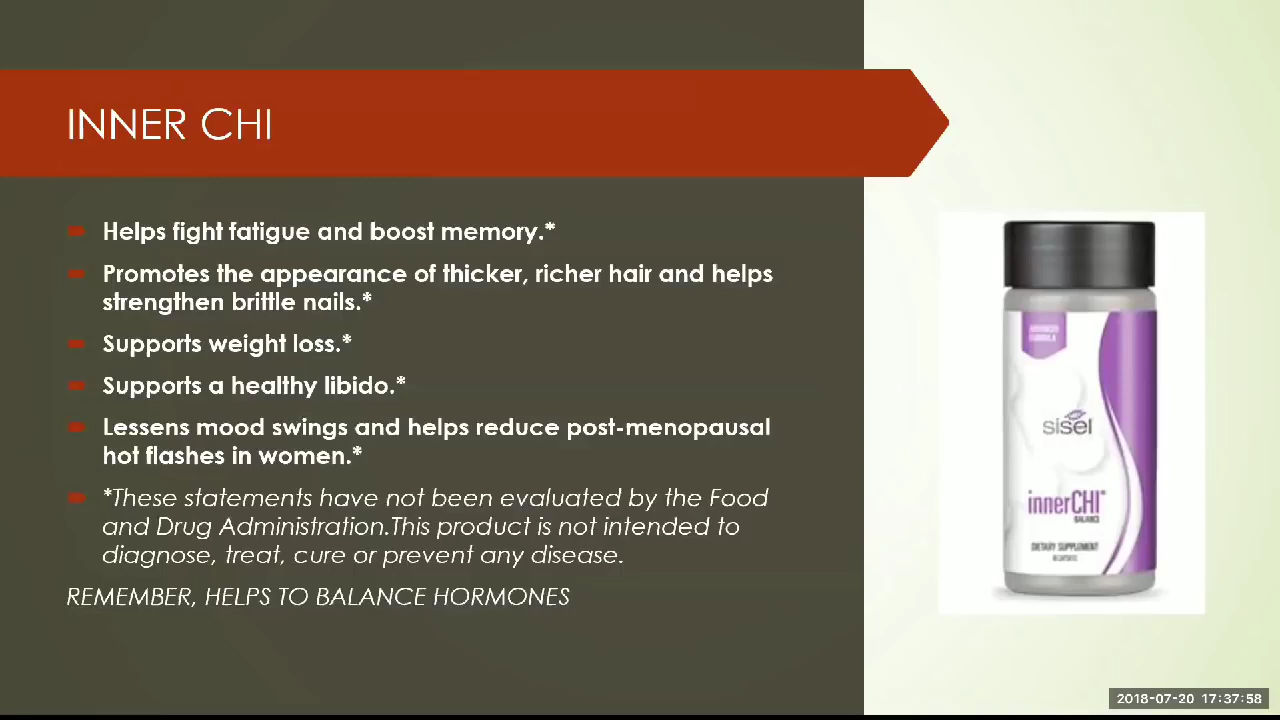 INNER CHI
Helps fight fatigue and boost memory.*
Promotes the appearance of thicker, richer hair and helps
strengthen brittle nails.*
Supports weight loss.*
Supports a healthy libido.*
Lessens mood swings and helps reduce post-menopausal
hot flashes in women.*
*These statements have not been evaluated by the Food
and Drug Administration.This product is not intended to
diagnose, treat, cure or prevent any disease.
REMEMBER, HELPS TO BALANCE HORMONES
ADVANCED
FORMULA
sisel
innerCHI
BALANCE
DIETARY SUPPLEMENT
2018-07-20 17:37:58